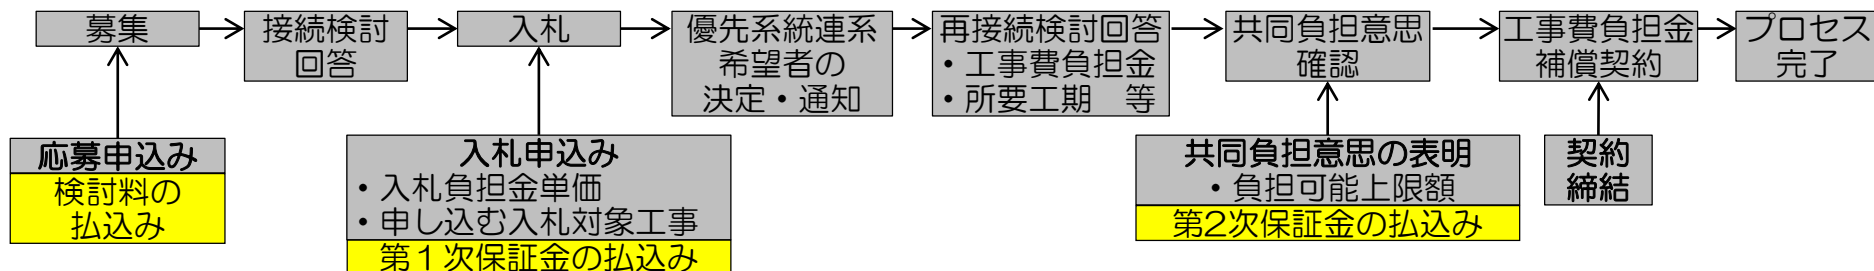 募集
接続検討
回答
入札
優先系統連系
希望者の
決定・通知
再接続検討回答
・工事費負担金
・所要工期　等
共同負担意思
確認
工事費負担金
補償契約
プロセス
完了
応募申込み
検討料の
払込み
入札申込み
・入札負担金単価
・申し込む入札対象工事
第１次保証金の払込み
共同負担意思の表明
・負担可能上限額
第2次保証金の払込み
契約
締結